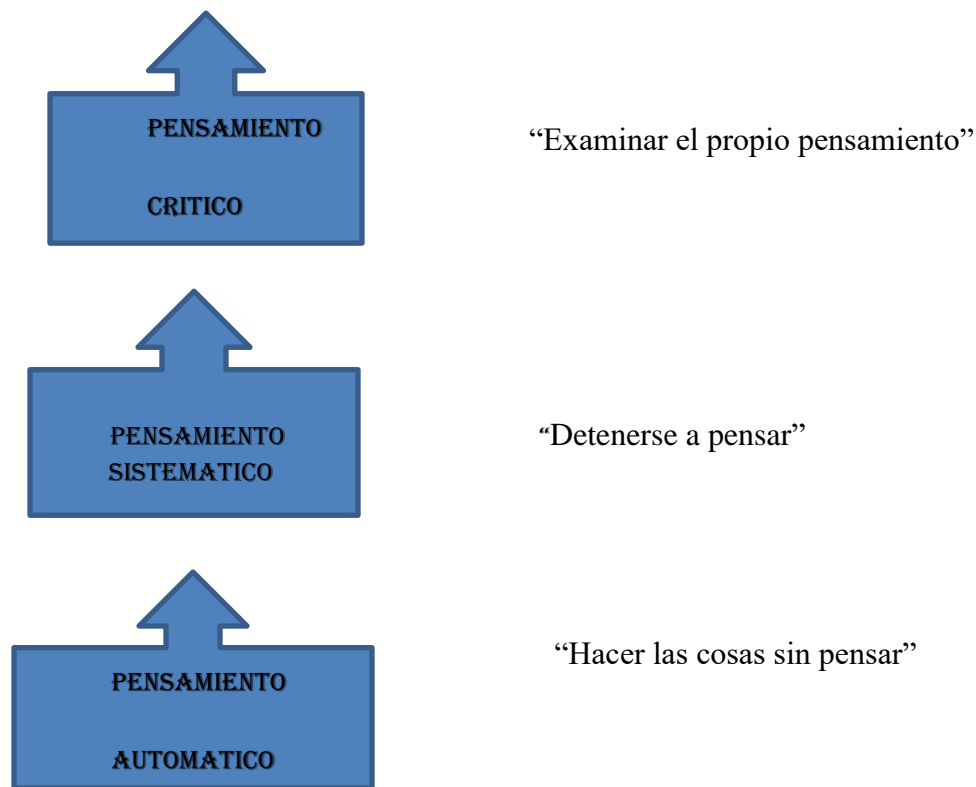 PENSAMIENTO
CRITICO
“Examinar el propio pensamiento”
PENSAMIENTO
SISTEMATICO
“Detenerse a pensar”
PENSAMIENTO
AUTOMATICO
“Hacer las cosas sin pensar”